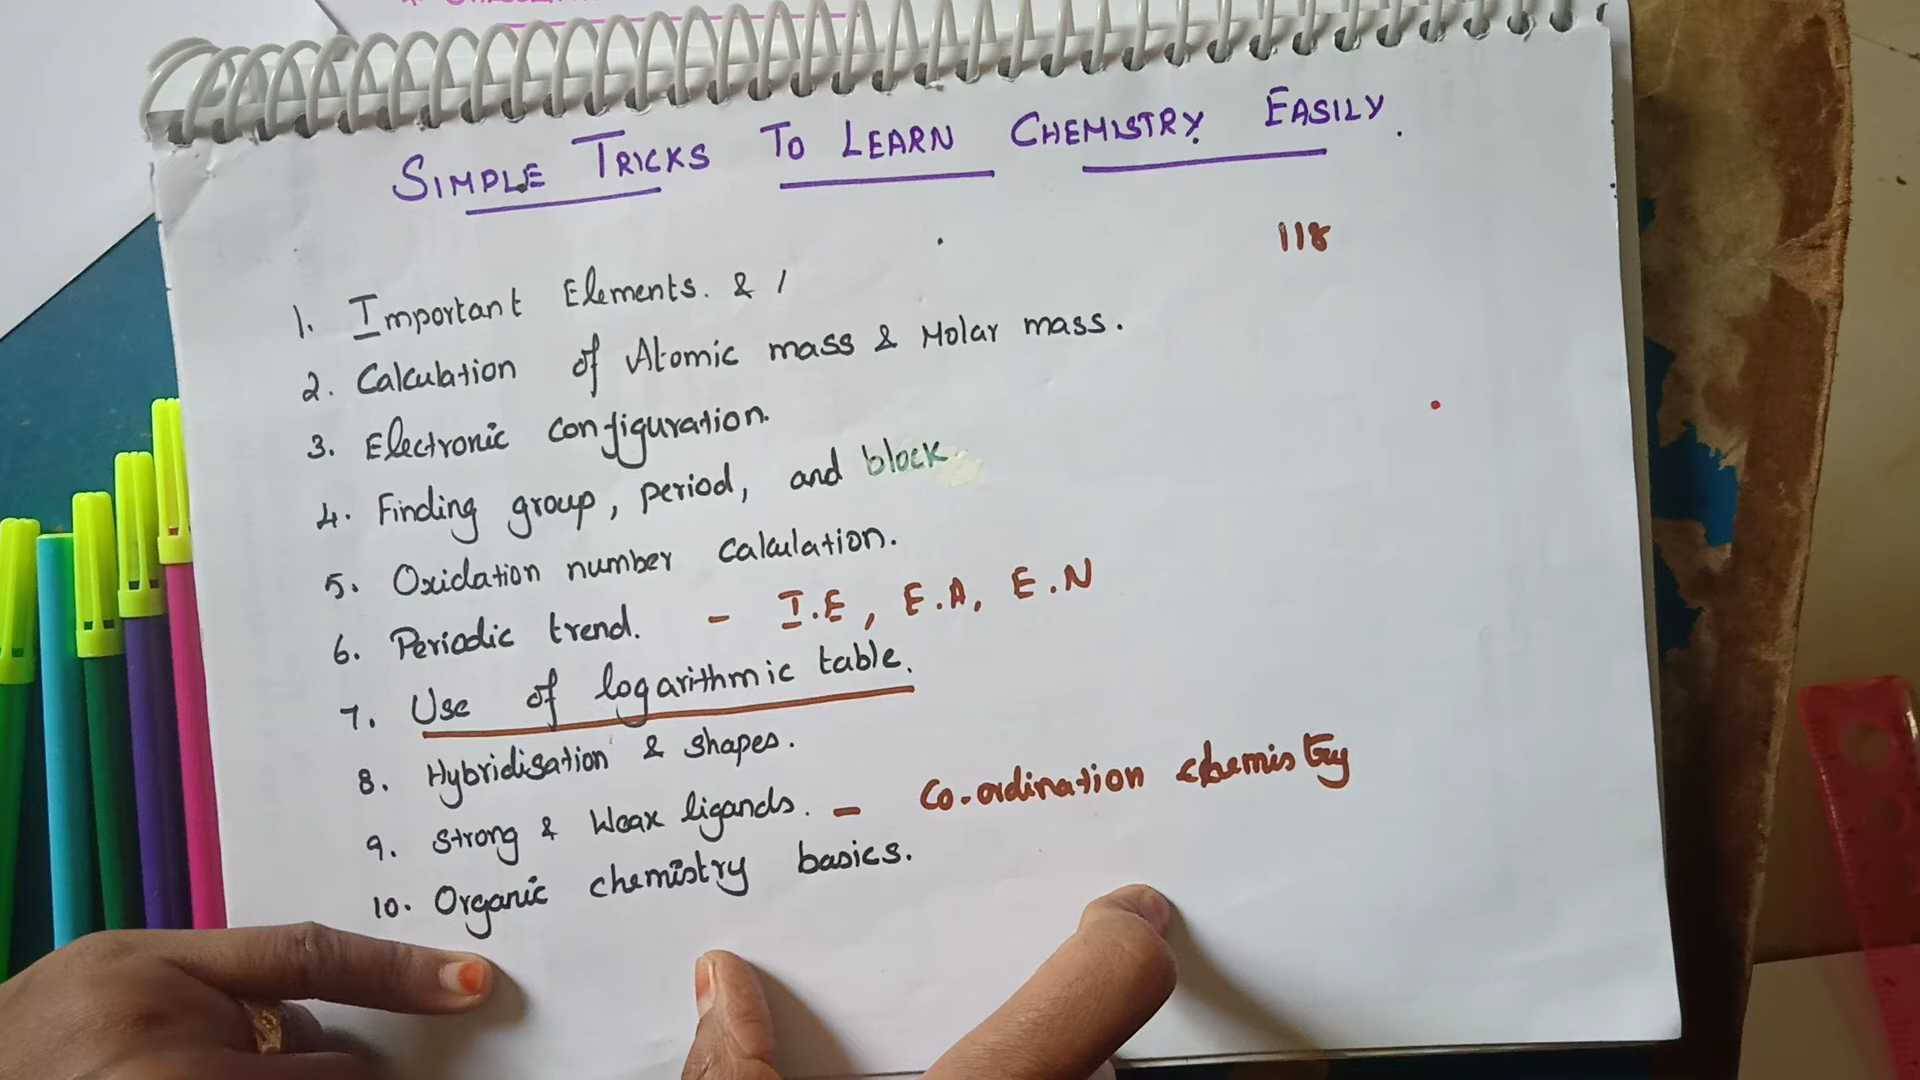 SIMPLE TRICKS TO LEARN CHEMISTRY EASILY.
118
1. Important Elements. & /
2. Calculation of Atomic mass & Molar mass.
3. Electronic configuration.
4. Finding group, period, and block.
5. Oxidation number calculation.
6. Periodic trend. - I.E, E.A, E.N
7. Use of logarithmic table.
8. Hybridisation & shapes.
9. Strong & Weak ligands. - Co-ordination chemistry
10. Organic chemistry basics.